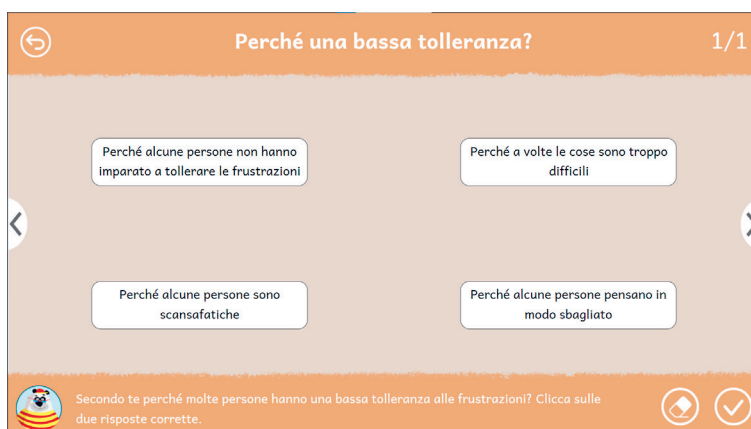 Perché una bassa tolleranza?
1/1
Perché alcune persone non hanno
imparato a tollerare le frustrazioni
Perché a volte le cose sono troppo
difficili
Perché alcune persone sono
scansafatiche
Perché alcune persone pensano in
modo sbagliato
Secondo te perché molte persone hanno una bassa tolleranza alle frustrazioni? Clicca sulle
due risposte corrette.